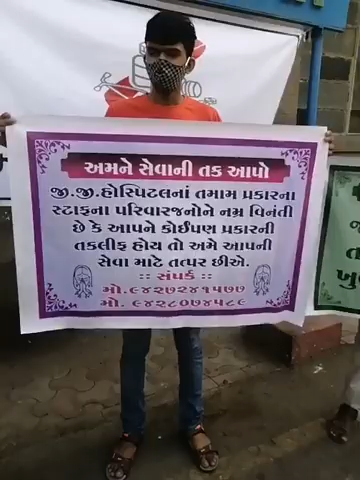 અમને સેવાની તક આપો
જી.જી.હોસ્પિટલનાં તમામ પ્રકારના
સ્ટાફના પરિવારજનોને નમ્ર વિનંતી
છે કે આપને કોઈપણ પ્રકારની
તકલીફ હોય તો અમે આપની
સેવા માટે તત્પર છીએ.
:: સંપર્ક ::
મો.૯૪૨૭૨૪૧૫૭૭
મો. ૯૪૨૮૦૭૪૫૮૯